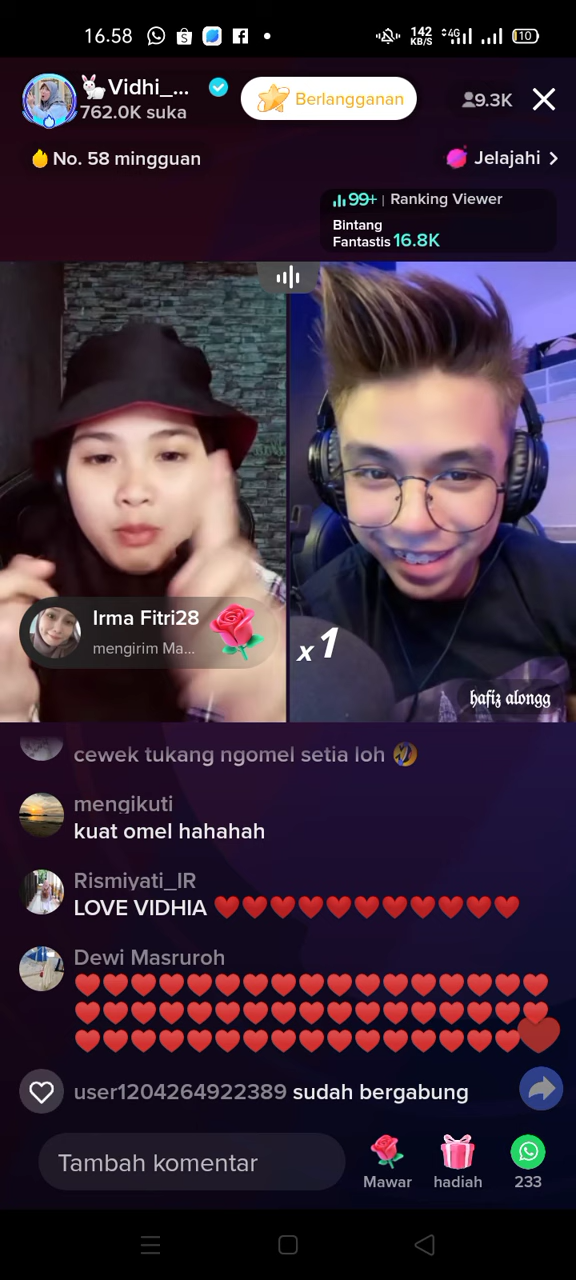 16.58
142
KB/S
4G
10
Vidhi_...
762.0K suka
Berlangganan
9.3K
No. 58 mingguan
Jelajahi
99+ | Ranking Viewer
Bintang
Fantastis 16.8K
Irma Fitri28
mengirim Ma...
x1
hafiz alongg
cewek tukang ngomel setia loh 🤣
mengikuti
kuat omel hahahah
Rismiyati_IR
LOVE VIDHIA ❤️❤️❤️❤️❤️❤️❤️❤️❤️❤️❤️
Dewi Masruroh
❤️❤️❤️❤️❤️❤️❤️❤️❤️❤️❤️❤️❤️❤️❤️❤️❤️
❤️❤️❤️❤️❤️❤️❤️❤️❤️❤️❤️❤️❤️❤️❤️❤️❤️
❤️❤️❤️❤️❤️❤️❤️❤️❤️❤️❤️❤️❤️❤️❤️❤️
user1204264922389 sudah bergabung
Tambah komentar
Mawar
hadiah
233